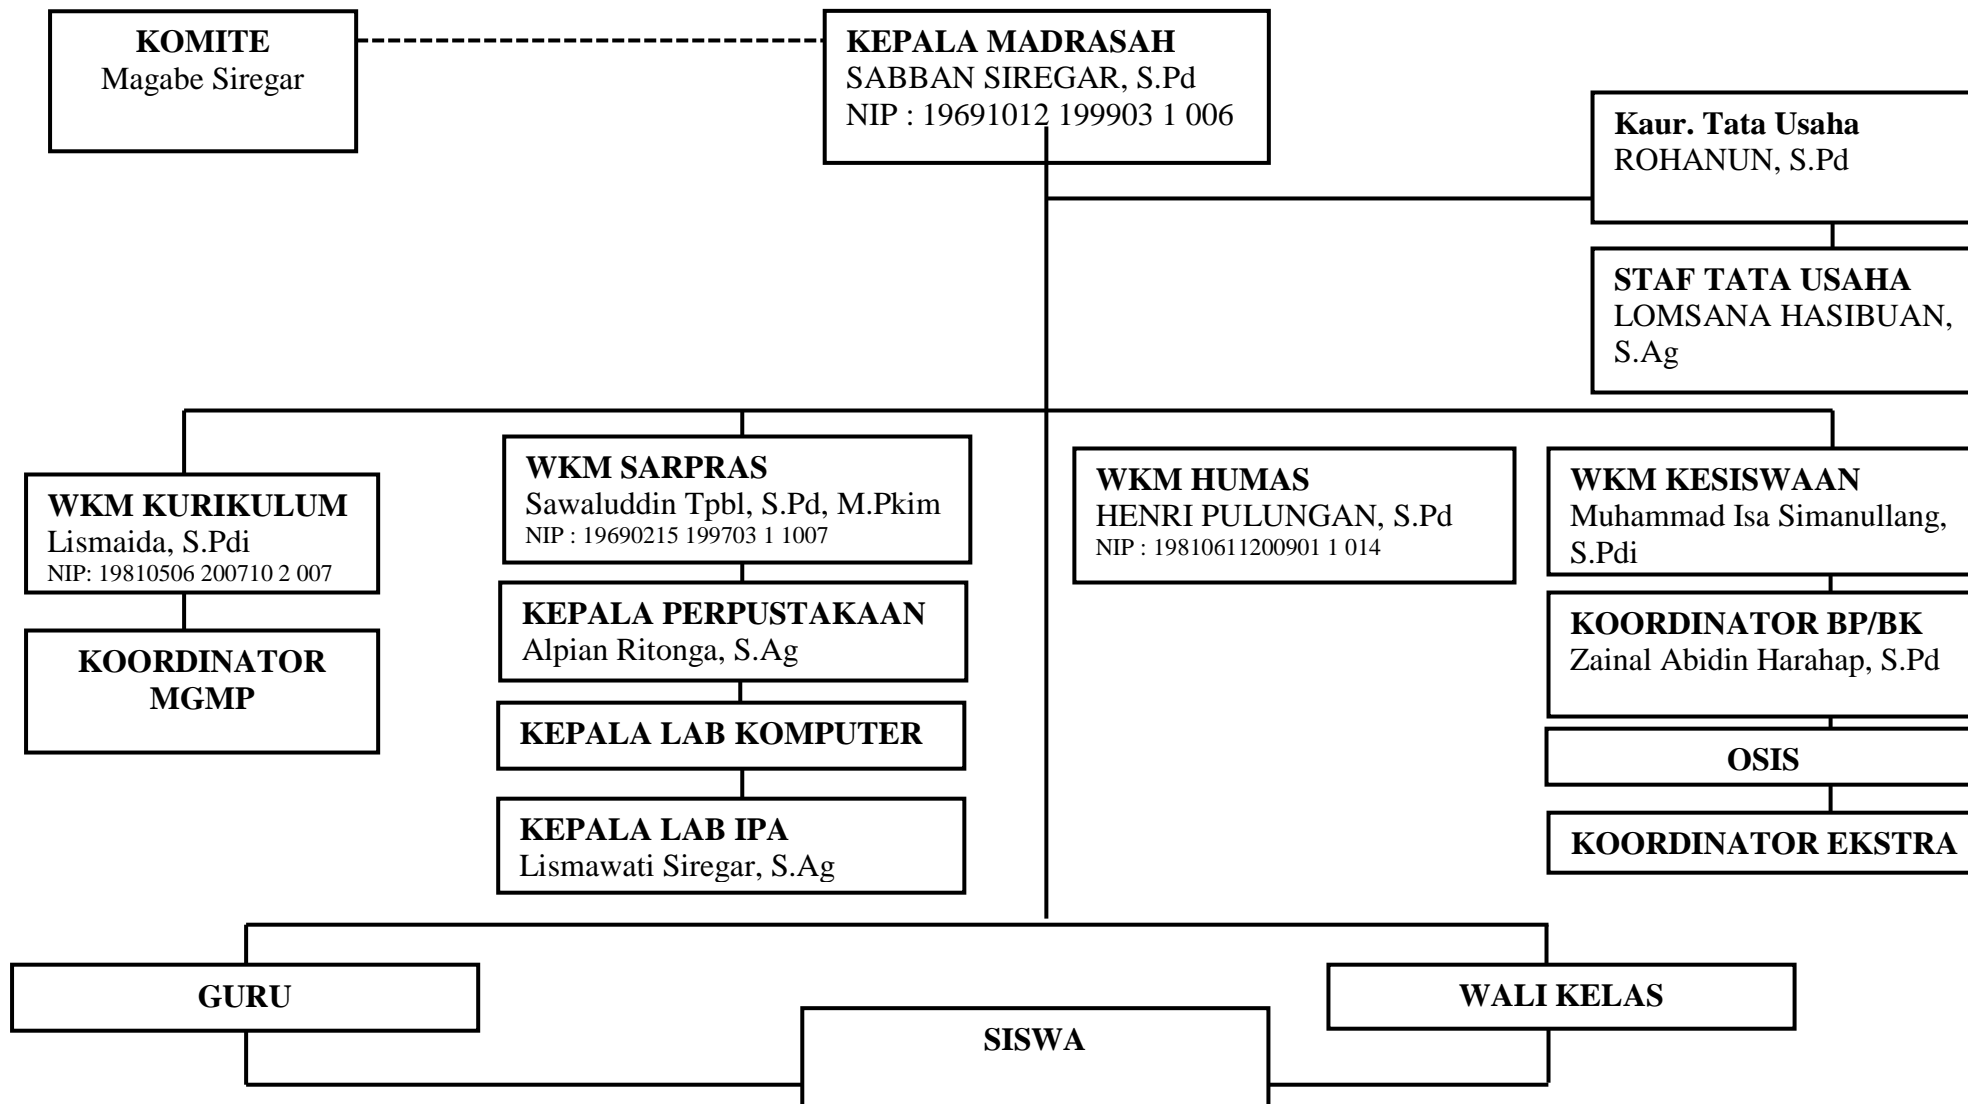 KOMITE
Magabe Siregar
KEPALA MADRASAH
SABBAN SIREGAR, S.Pd
NIP : 19691012 199903 1 006
Kaur. Tata Usaha
ROHANUN, S.Pd
STAF TATA USAHA
LOMSANA HASIBUAN,
S.Ag
WKM KURIKULUM
Lismaida, S.Pdi
NIP: 19810506 200710 2 007
KOORDINATOR
MGMP
WKM SARPRAS
Sawaluddin Tpbl, S.Pd, M.Pkim
NIP : 19690215 199703 1 1007
KEPALA PERPUSTAKAAN
Alpian Ritonga, S.Ag
KEPALA LAB KOMPUTER
KEPALA LAB IPA
Lismawati Siregar, S.Ag
WKM HUMAS
HENRI PULUNGAN, S.Pd
NIP : 19810611200901 1 014
WKM KESISWAAN
Muhammad Isa Simanullang,
S.Pdi
KOORDINATOR BP/BK
Zainal Abidin Harahap, S.Pd
OSIS
KOORDINATOR EKSTRA
GURU
WALI KELAS
SISWA